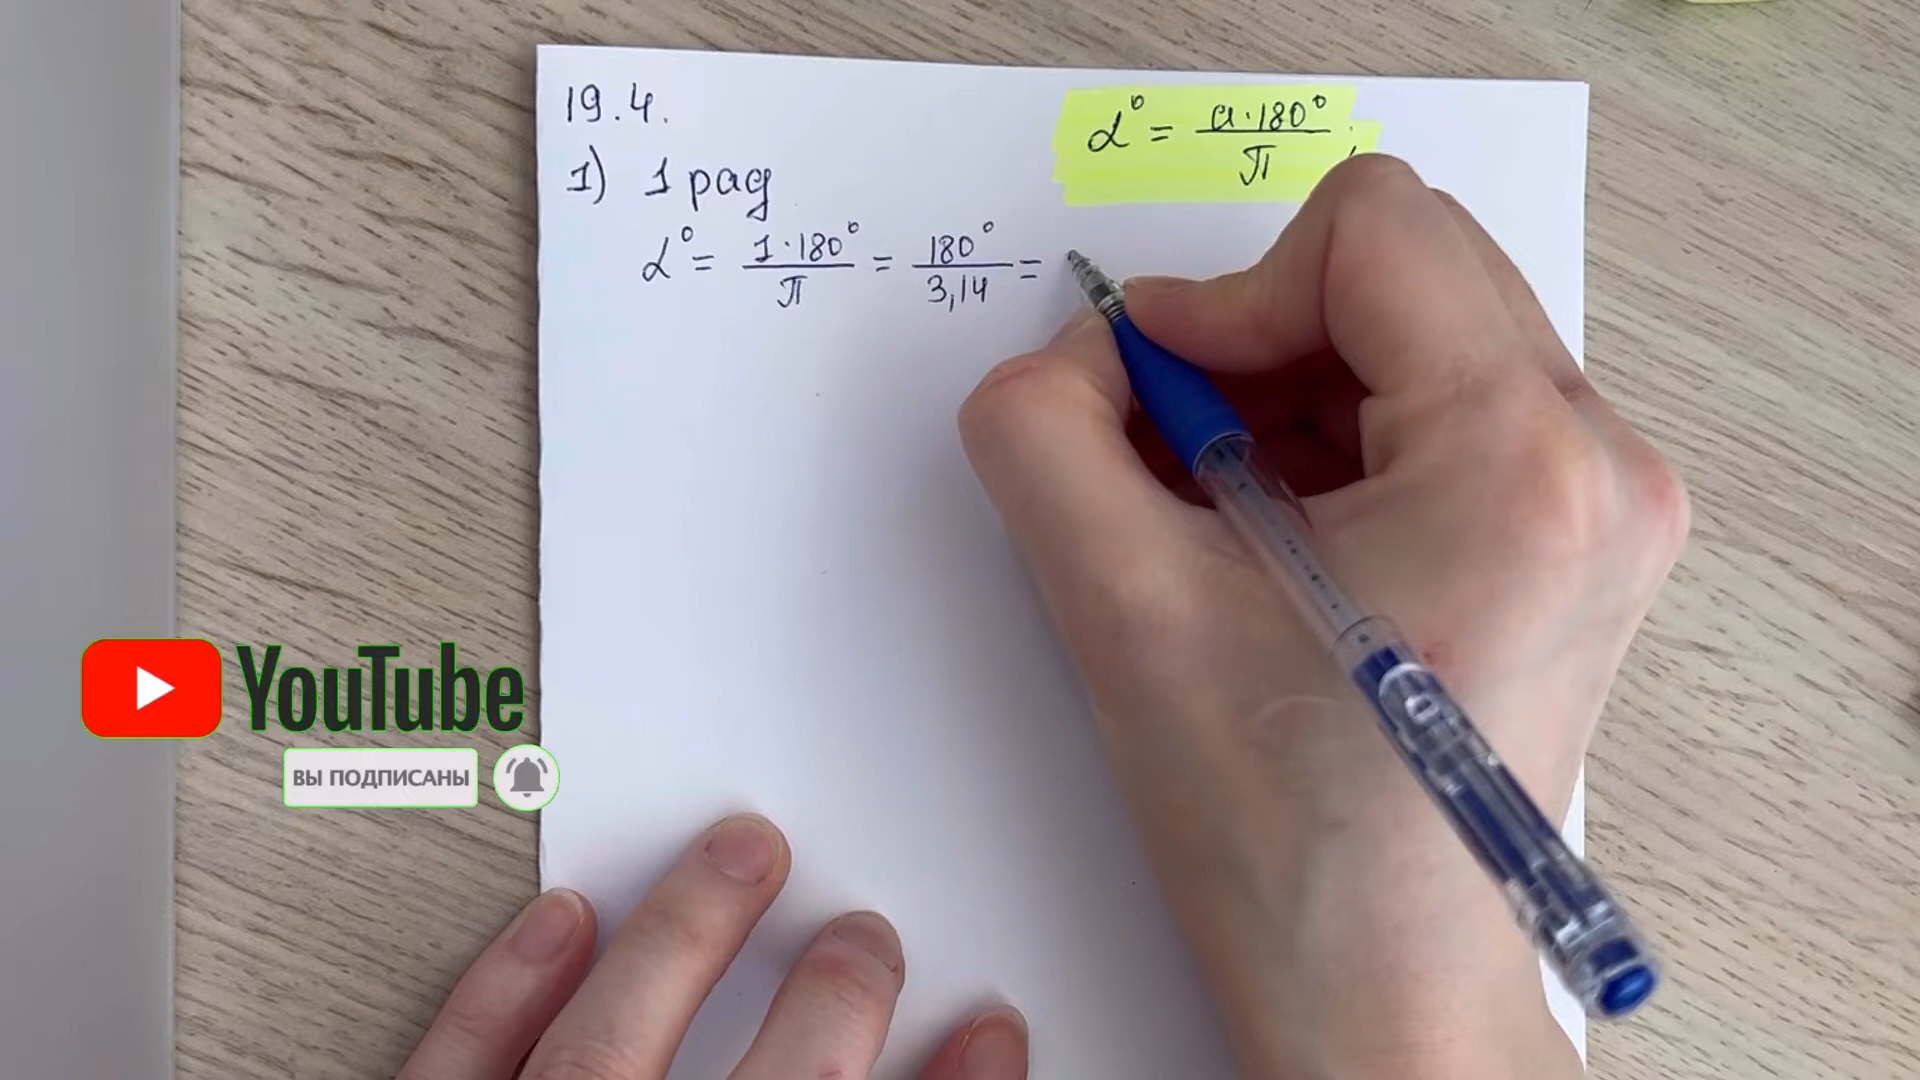 19.4.
α° = a·180° / π ;
1) 1 рад
α° = 1·180° / π = 180° / 3,14 =
YouTube
ВЫ ПОДПИСАНЫ